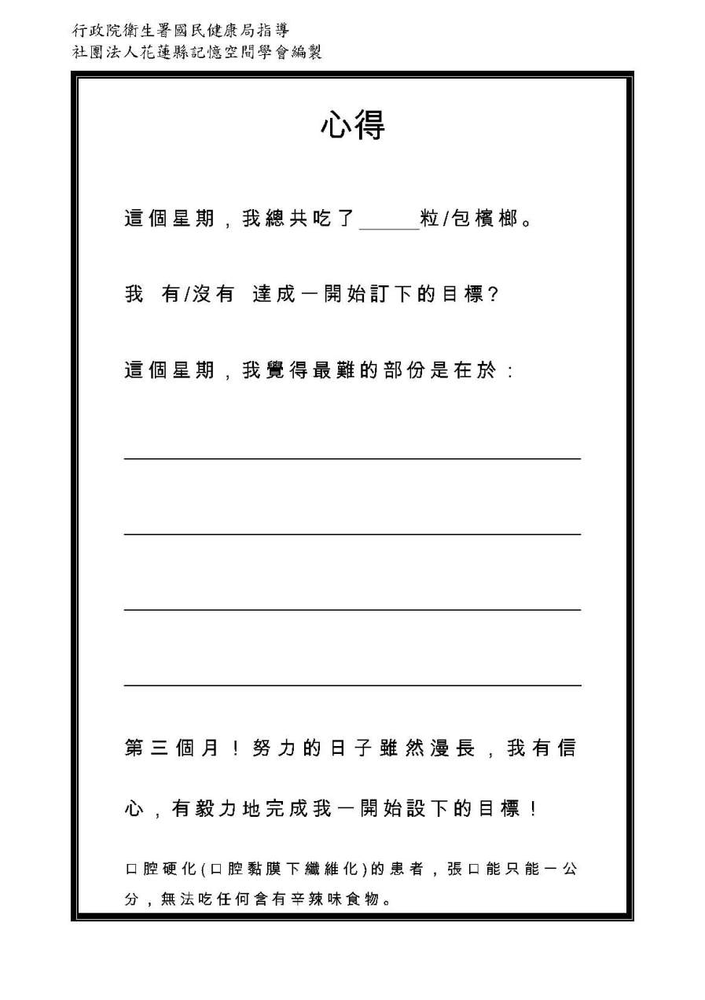 行政院衛生署國民健康局指導
社團法人花蓮縣記憶空間學會編製
心得
這個星期，我總共吃了______粒/包檳榔。
我 有/沒有 達成一開始訂下的目標?
這個星期，我覺得最難的部份是在於：
第三個月！努力的日子雖然漫長，我有信
心，有毅力地完成我一開始設下的目標！
口腔硬化(口腔黏膜下纖維化)的患者，張口能只能一公
分，無法吃任何含有辛辣味食物。